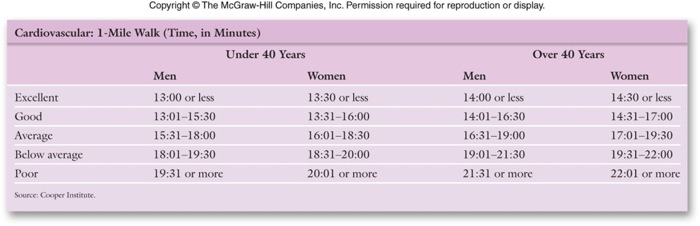 Copyright © The McGraw-Hill Companies, Inc. Permission required for reproduction or display.
Cardiovascular: 1-Mile Walk (Time, in Minutes)
Under 40 Years Over 40 Years
Men Women Men Women
Excellent 13:00 or less 13:30 or less 14:00 or less 14:30 or less
Good 13:01–15:30 13:31–16:00 14:01–16:30 14:31–17:00
Average 15:31–18:00 16:01–18:30 16:31–19:00 17:01–19:30
Below average 18:01–19:30 18:31–20:00 19:01–21:30 19:31–22:00
Poor 19:31 or more 20:01 or more 21:31 or more 22:01 or more
Source: Cooper Institute.